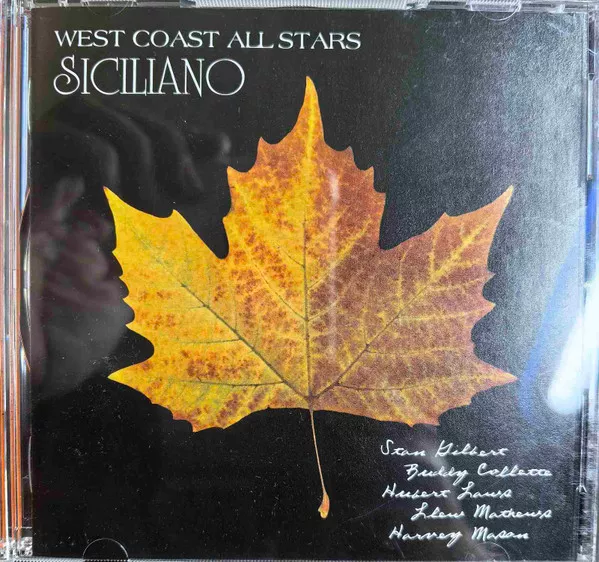 WEST COAST ALL STARS
SICILIANO
Stan Gilbert
Buddy Collette
Hubert Laws
Llew Mathews
Harvey Mason